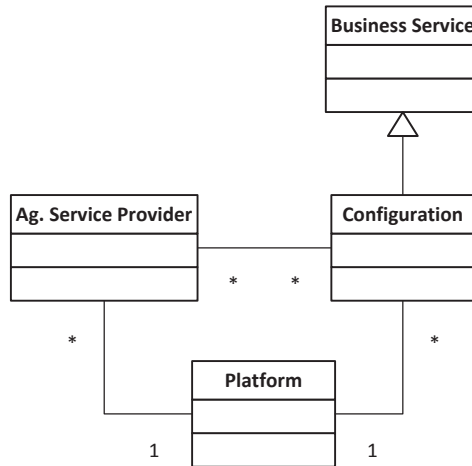 Business Service
Ag. Service Provider
Configuration
* *
* *
Platform
1 1